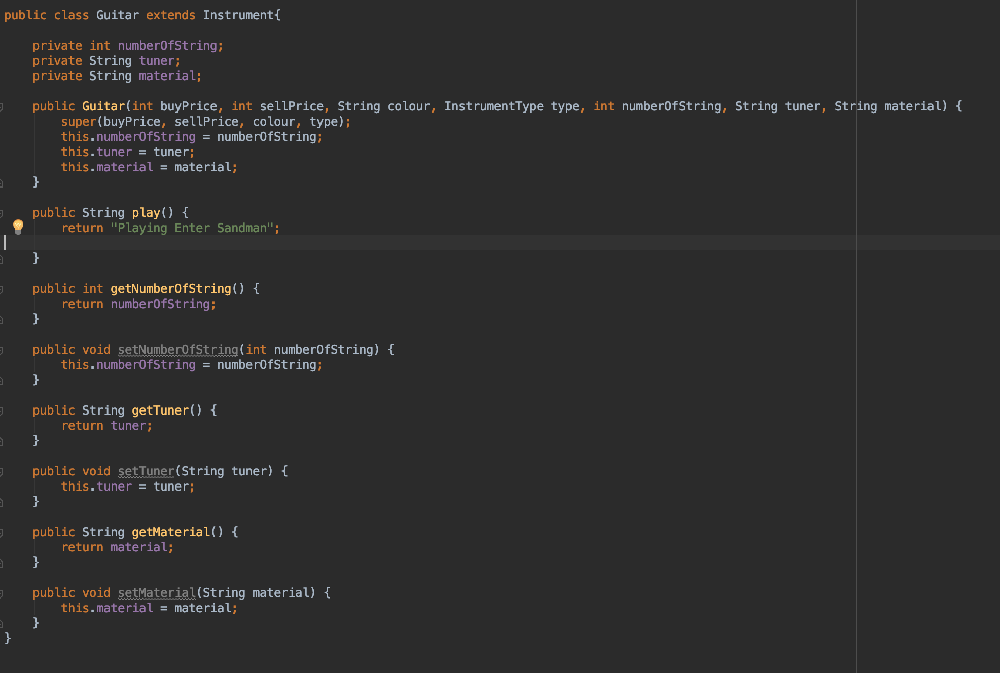 public class Guitar extends Instrument{
private int numberOfString;
private String tuner;
private String material;
public Guitar(int buyPrice, int sellPrice, String colour, InstrumentType type, int numberOfString, String tuner, String material) {
super(buyPrice, sellPrice, colour, type);
this.numberOfString = numberOfString;
this.tuner = tuner;
this.material = material;
}
public String play() {
return "Playing Enter Sandman";
}
public int getNumberOfString() {
return numberOfString;
}
public void setNumberOfString(int numberOfString) {
this.numberOfString = numberOfString;
}
public String getTuner() {
return tuner;
}
public void setTuner(String tuner) {
this.tuner = tuner;
}
public String getMaterial() {
return material;
}
public void setMaterial(String material) {
this.material = material;
}
}